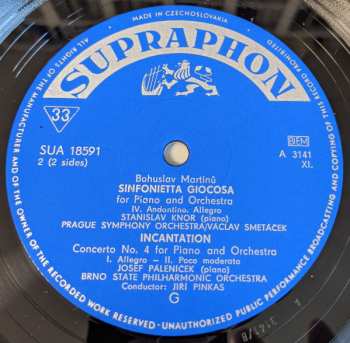 MADE IN CZECHOSLOVAKIA
ALL RIGHTS OF THE MANUFACTURER AND OF THE OWNER OF THE RECORDED WORK RESERVED - UNAUTHORIZED PUBLIC PERFORMANCE BROADCASTING AND COPYING OF THIS RECORD PROHIBITED
SUPRAPHON
33
SUA 18591
2 (2 sides)
BIEM
A 3141
XI.
Bohuslav Martinů
SINFONIETTA GIOCOSA
for Piano and Orchestra
IV. Andantino. Allegro
STANISLAV KNOR (piano)
PRAGUE SYMPHONY ORCHESTRA/VÁCLAV SMETÁČEK
INCANTATION
Concerto No. 4 for Piano and Orchestra
I. Allegro – II. Poco moderato
JOSEF PÁLENÍČEK (piano)
BRNO STATE PHILHARMONIC ORCHESTRA
Conductor: JIŘÍ PINKAS
G